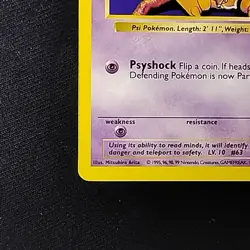 Psi Pokémon. Length: 2' 11", Weight:
Psyshock Flip a coin. If heads
Defending Pokémon is now Par
weakness
resistan
Using its ability to read minds, it will identify
danger and teleport to safety. LV. 10 #63
Illus. Mitsuhiro Arita © 1995, 96, 98, 99 Nintendo, Creatures, GAMEFREAK.